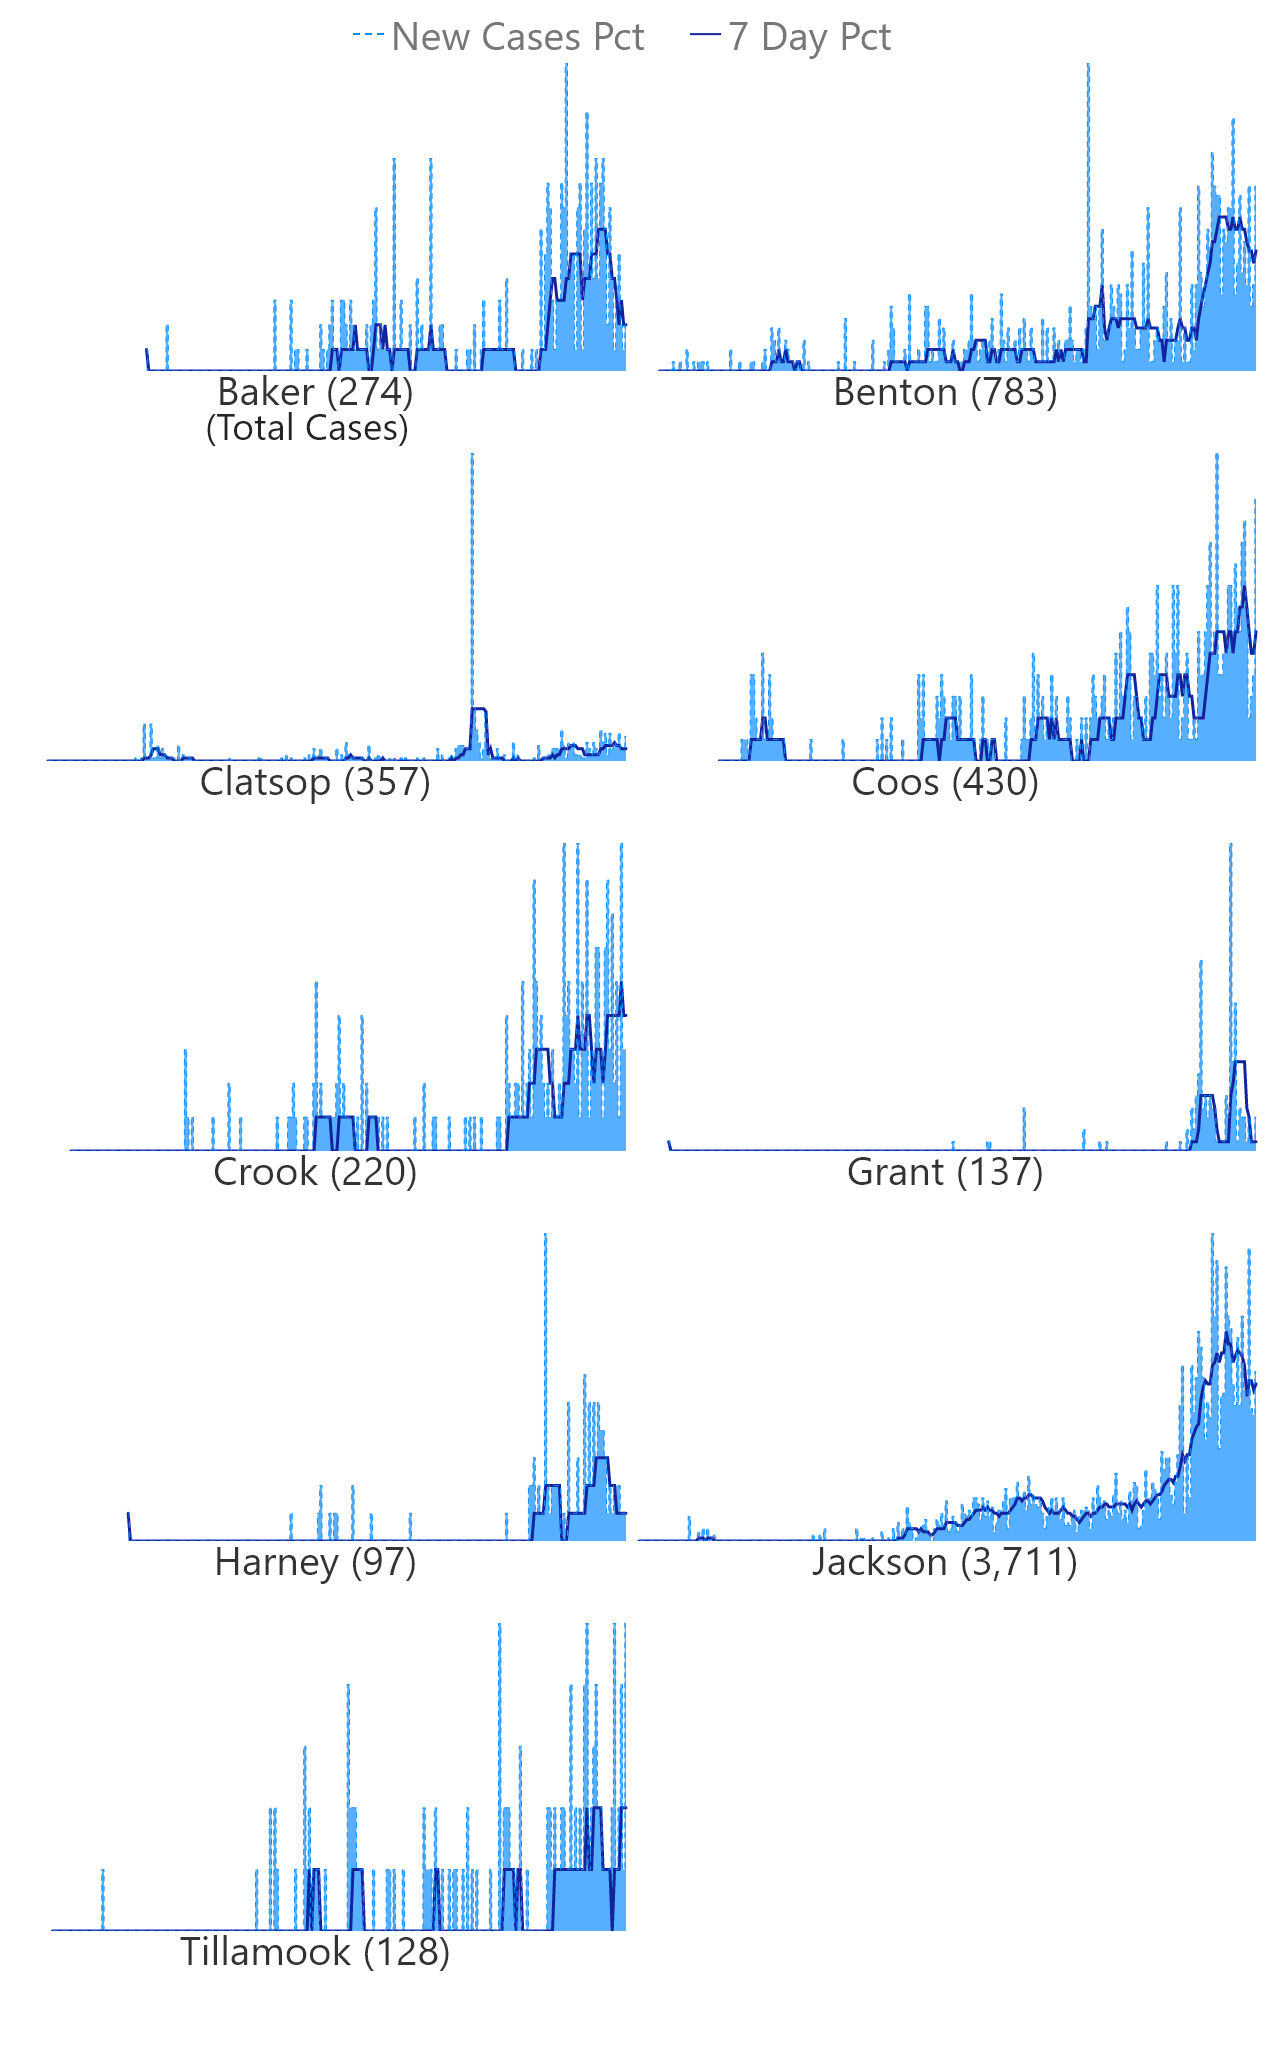 New Cases Pct 7 Day Pct
Baker (274)
(Total Cases)
Benton (783)
Clatsop (357)
Coos (430)
Crook (220)
Grant (137)
Harney (97)
Jackson (3,711)
Tillamook (128)